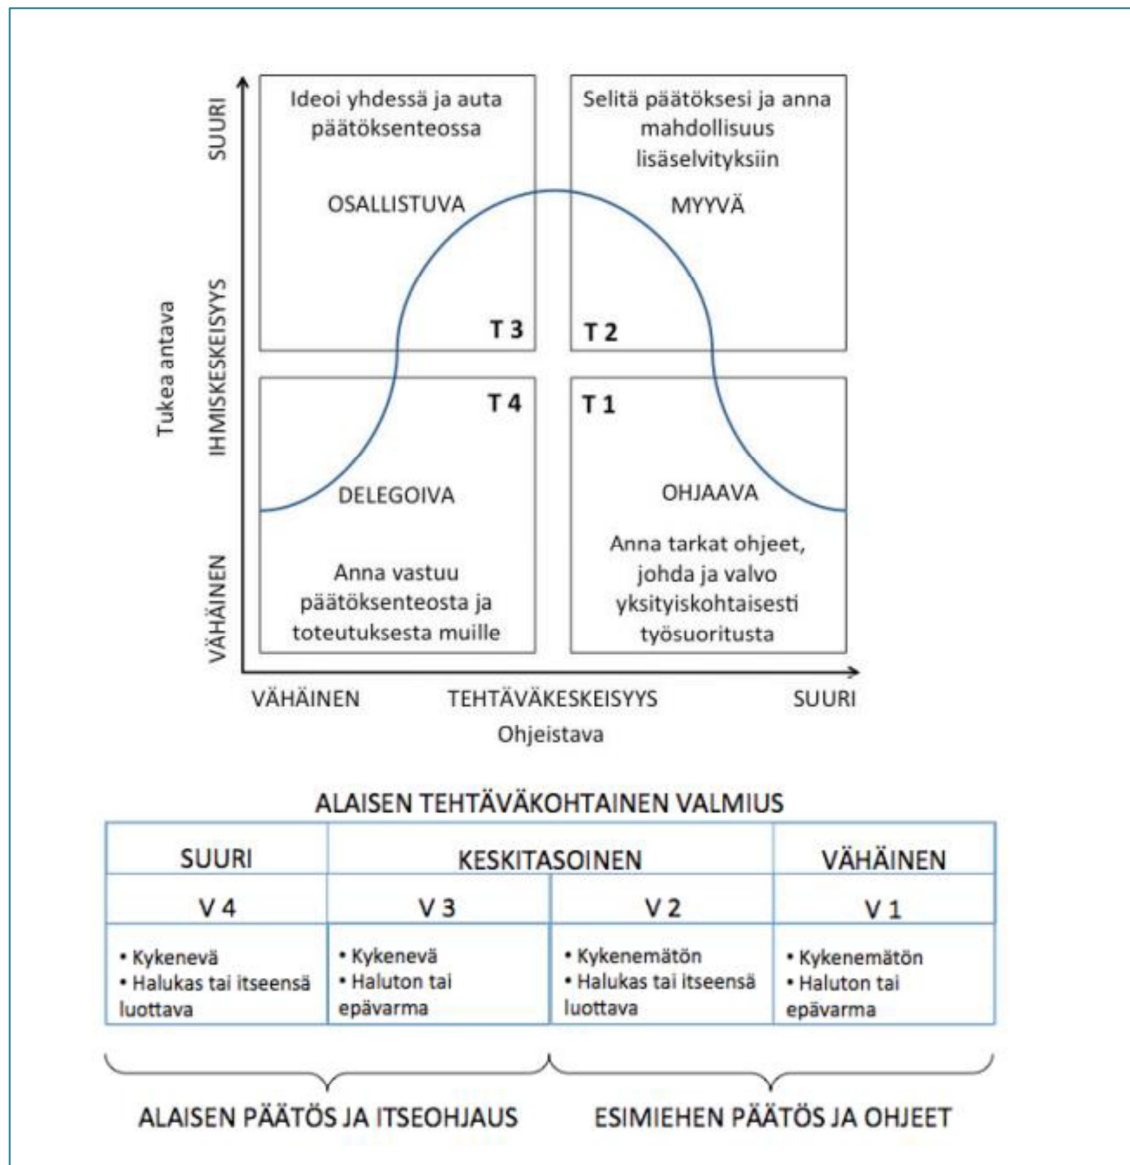 Ideoi yhdessä ja auta
päätöksenteossa
OSALLISTUVA
T 3
Selitä päätöksesi ja anna
mahdollisuus
lisäselvityksiin
MYYVÄ
T 2
T 4
DELEGOIVA
Anna vastuu
päätöksenteosta ja
toteutuksesta muille
T 1
OHJAAVA
Anna tarkat ohjeet,
johda ja valvo
yksityiskohtaisesti
työsuoritusta
SUURI
IHMISKESKEISYYS
VÄHÄINEN
Tukea antava
VÄHÄINEN
TEHTÄVÄKESKEISYYS
SUURI
Ohjeistava
ALAISEN TEHTÄVÄKOHTAINEN VALMIUS
SUURI
KESKITASOINEN
VÄHÄINEN
V 4
V 3
V 2
V 1
• Kykenevä
• Halukas tai itseensä
luottava
• Kykenevä
• Haluton tai
epävarma
• Kykenemätön
• Halukas tai itseensä
luottava
• Kykenemätön
• Haluton tai
epävarma
ALAISEN PÄÄTÖS JA ITSEOHJAUS
ESIMIEHEN PÄÄTÖS JA OHJEET